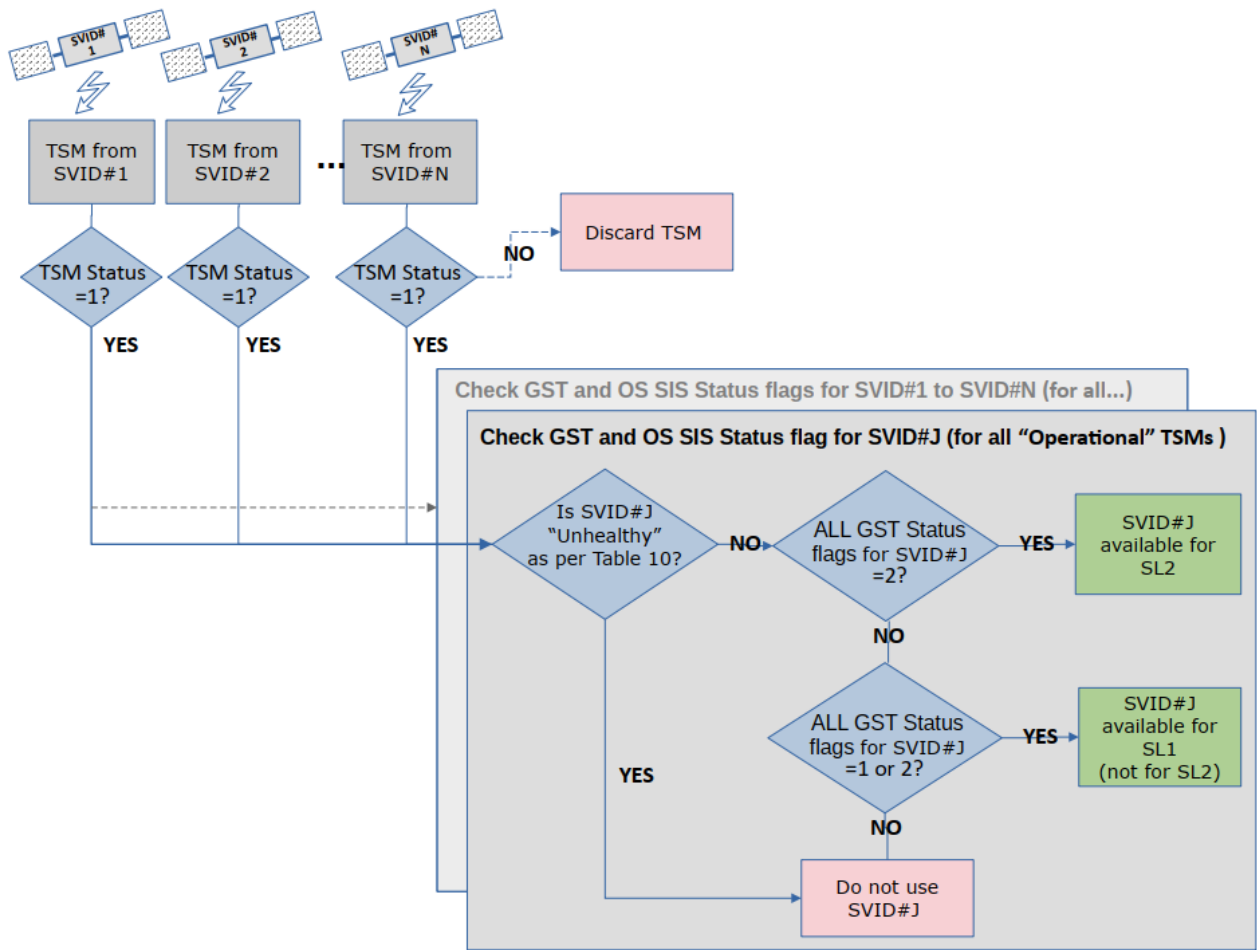 SVID#
1
SVID#
2
SVID#
N
TSM from
SVID#1
TSM from
SVID#2
...
TSM from
SVID#N
Discard TSM
TSM Status
=1?
TSM Status
=1?
TSM Status
=1?
NO
YES
YES
YES
Check GST and OS SIS Status flags for SVID#1 to SVID#N (for all...)
Check GST and OS SIS Status flag for SVID#J (for all “Operational” TSMs )
Is SVID#J
“Unhealthy”
as per Table 10?
NO
ALL GST Status
flags for SVID#J
=2?
YES
SVID#J
available for
SL2
NO
ALL GST Status
flags for SVID#J
=1 or 2?
YES
SVID#J
available for
SL1
(not for SL2)
YES
NO
Do not use
SVID#J